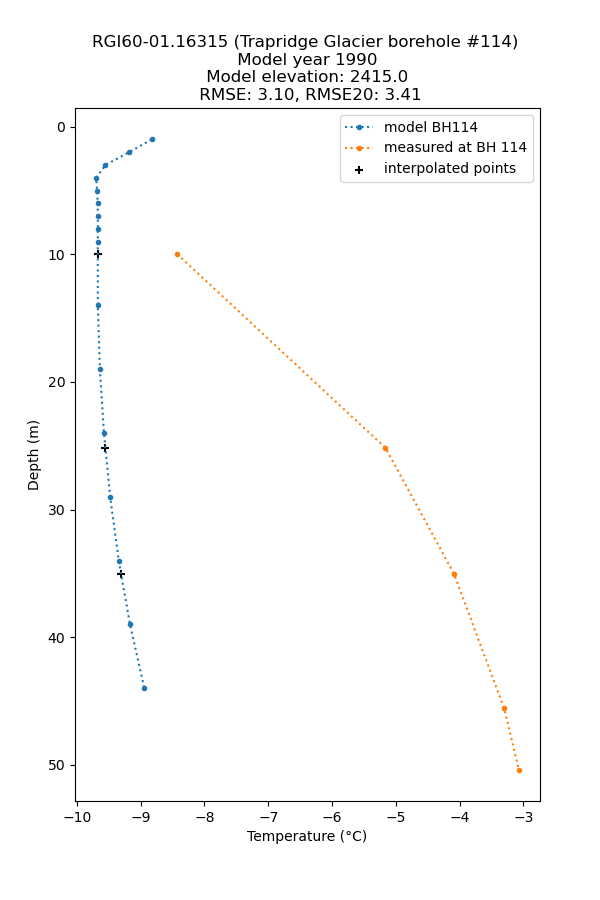 RGI60-01.16315 (Trapridge Glacier borehole #114)
Model year 1990
Model elevation: 2415.0
RMSE: 3.10, RMSE20: 3.41
model BH114
measured at BH 114
interpolated points
0
10
20
30
40
50
Depth (m)
−10 −9 −8 −7 −6 −5 −4 −3
Temperature (°C)